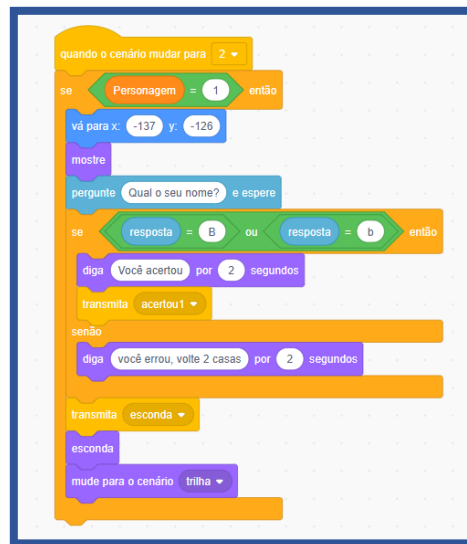 quando o cenário mudar para 2
se Personagem = 1 então
vá para x: -137 y: -126
mostre
pergunte Qual o seu nome? e espere
se resposta = B ou resposta = b então
diga Você acertou por 2 segundos
transmita acertou1
senão
diga você errou, volte 2 casas por 2 segundos
transmita esconda
esconda
mude para o cenário trilha